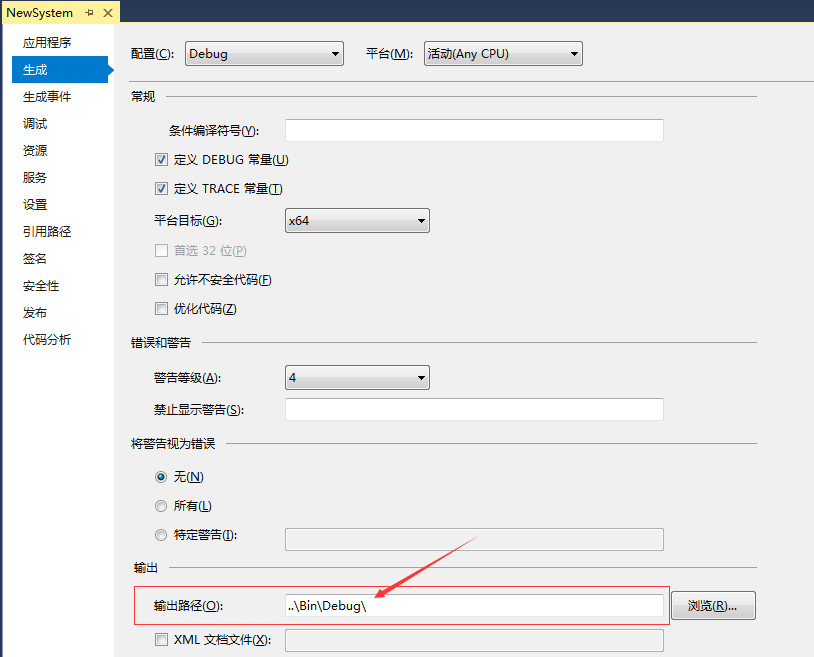 NewSystem
应用程序
生成
生成事件
调试
资源
服务
设置
引用路径
签名
安全性
发布
代码分析
配置(C): Debug 平台(M): 活动(Any CPU)
常规
条件编译符号(Y):
定义 DEBUG 常量(U)
定义 TRACE 常量(T)
平台目标(G): x64
首选 32 位(P)
允许不安全代码(F)
优化代码(Z)
错误和警告
警告等级(A): 4
禁止显示警告(S):
将警告视为错误
无(N)
所有(L)
特定警告(I):
输出
输出路径(O): ..\Bin\Debug\ 浏览(R)...
XML 文档文件(X):